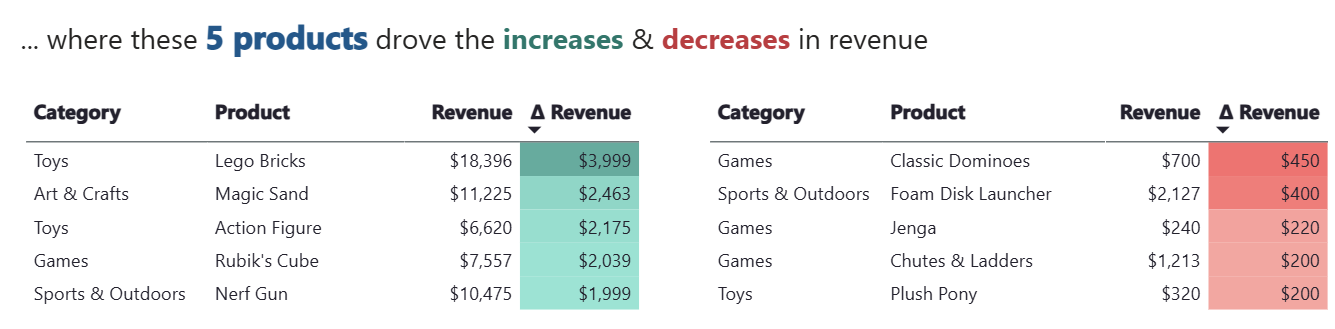 ... where these 5 products drove the increases & decreases in revenue
Category Product Revenue Δ Revenue
Toys Lego Bricks $18,396 $3,999
Art & Crafts Magic Sand $11,225 $2,463
Toys Action Figure $6,620 $2,175
Games Rubik's Cube $7,557 $2,039
Sports & Outdoors Nerf Gun $10,475 $1,999
Category Product Revenue Δ Revenue
Games Classic Dominoes $700 $450
Sports & Outdoors Foam Disk Launcher $2,127 $400
Games Jenga $240 $220
Games Chutes & Ladders $1,213 $200
Toys Plush Pony $320 $200